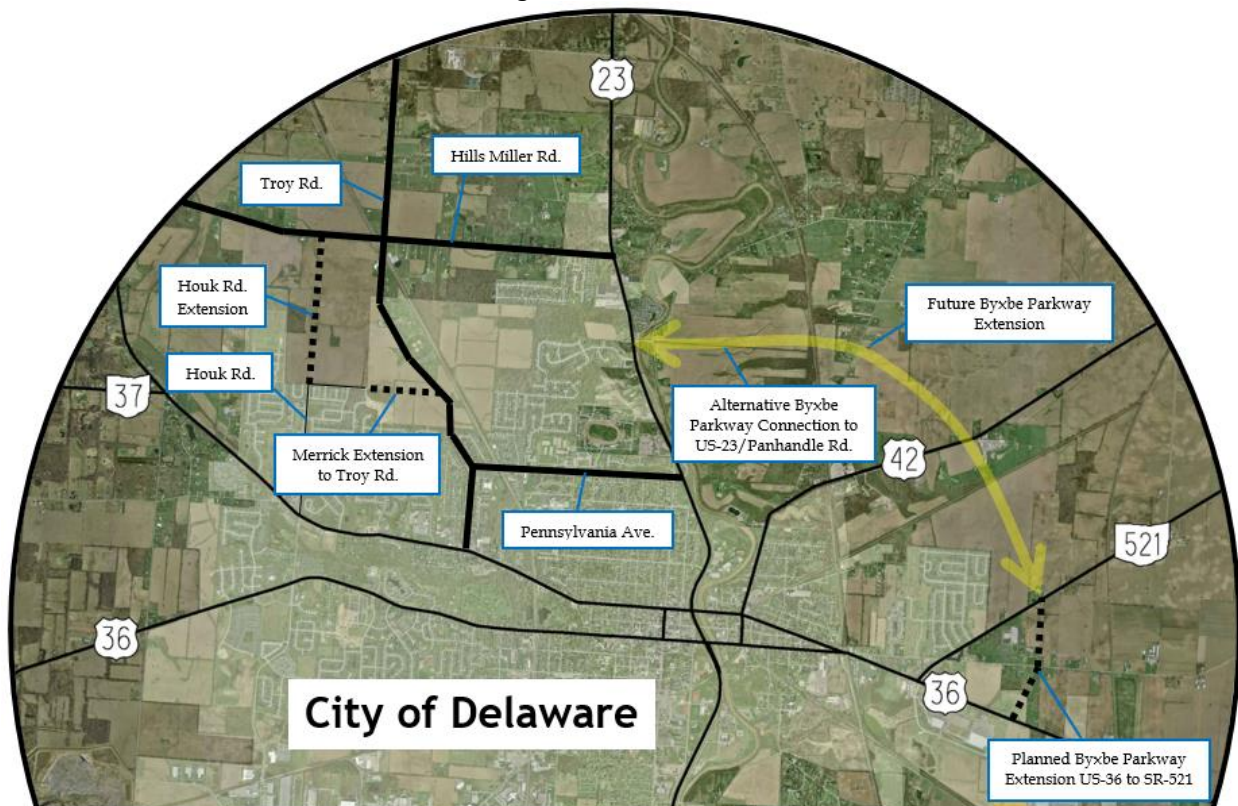 23
Hills Miller Rd.
Troy Rd.
Houk Rd.
Extension
Future Byxbe Parkway
Extension
Houk Rd.
37
Alternative Byxbe
Parkway Connection to
US-23/Panhandle Rd.
Merrick Extension
to Troy Rd.
42
Pennsylvania Ave.
521
36
36
City of Delaware
Planned Byxbe Parkway
Extension US-36 to SR-521